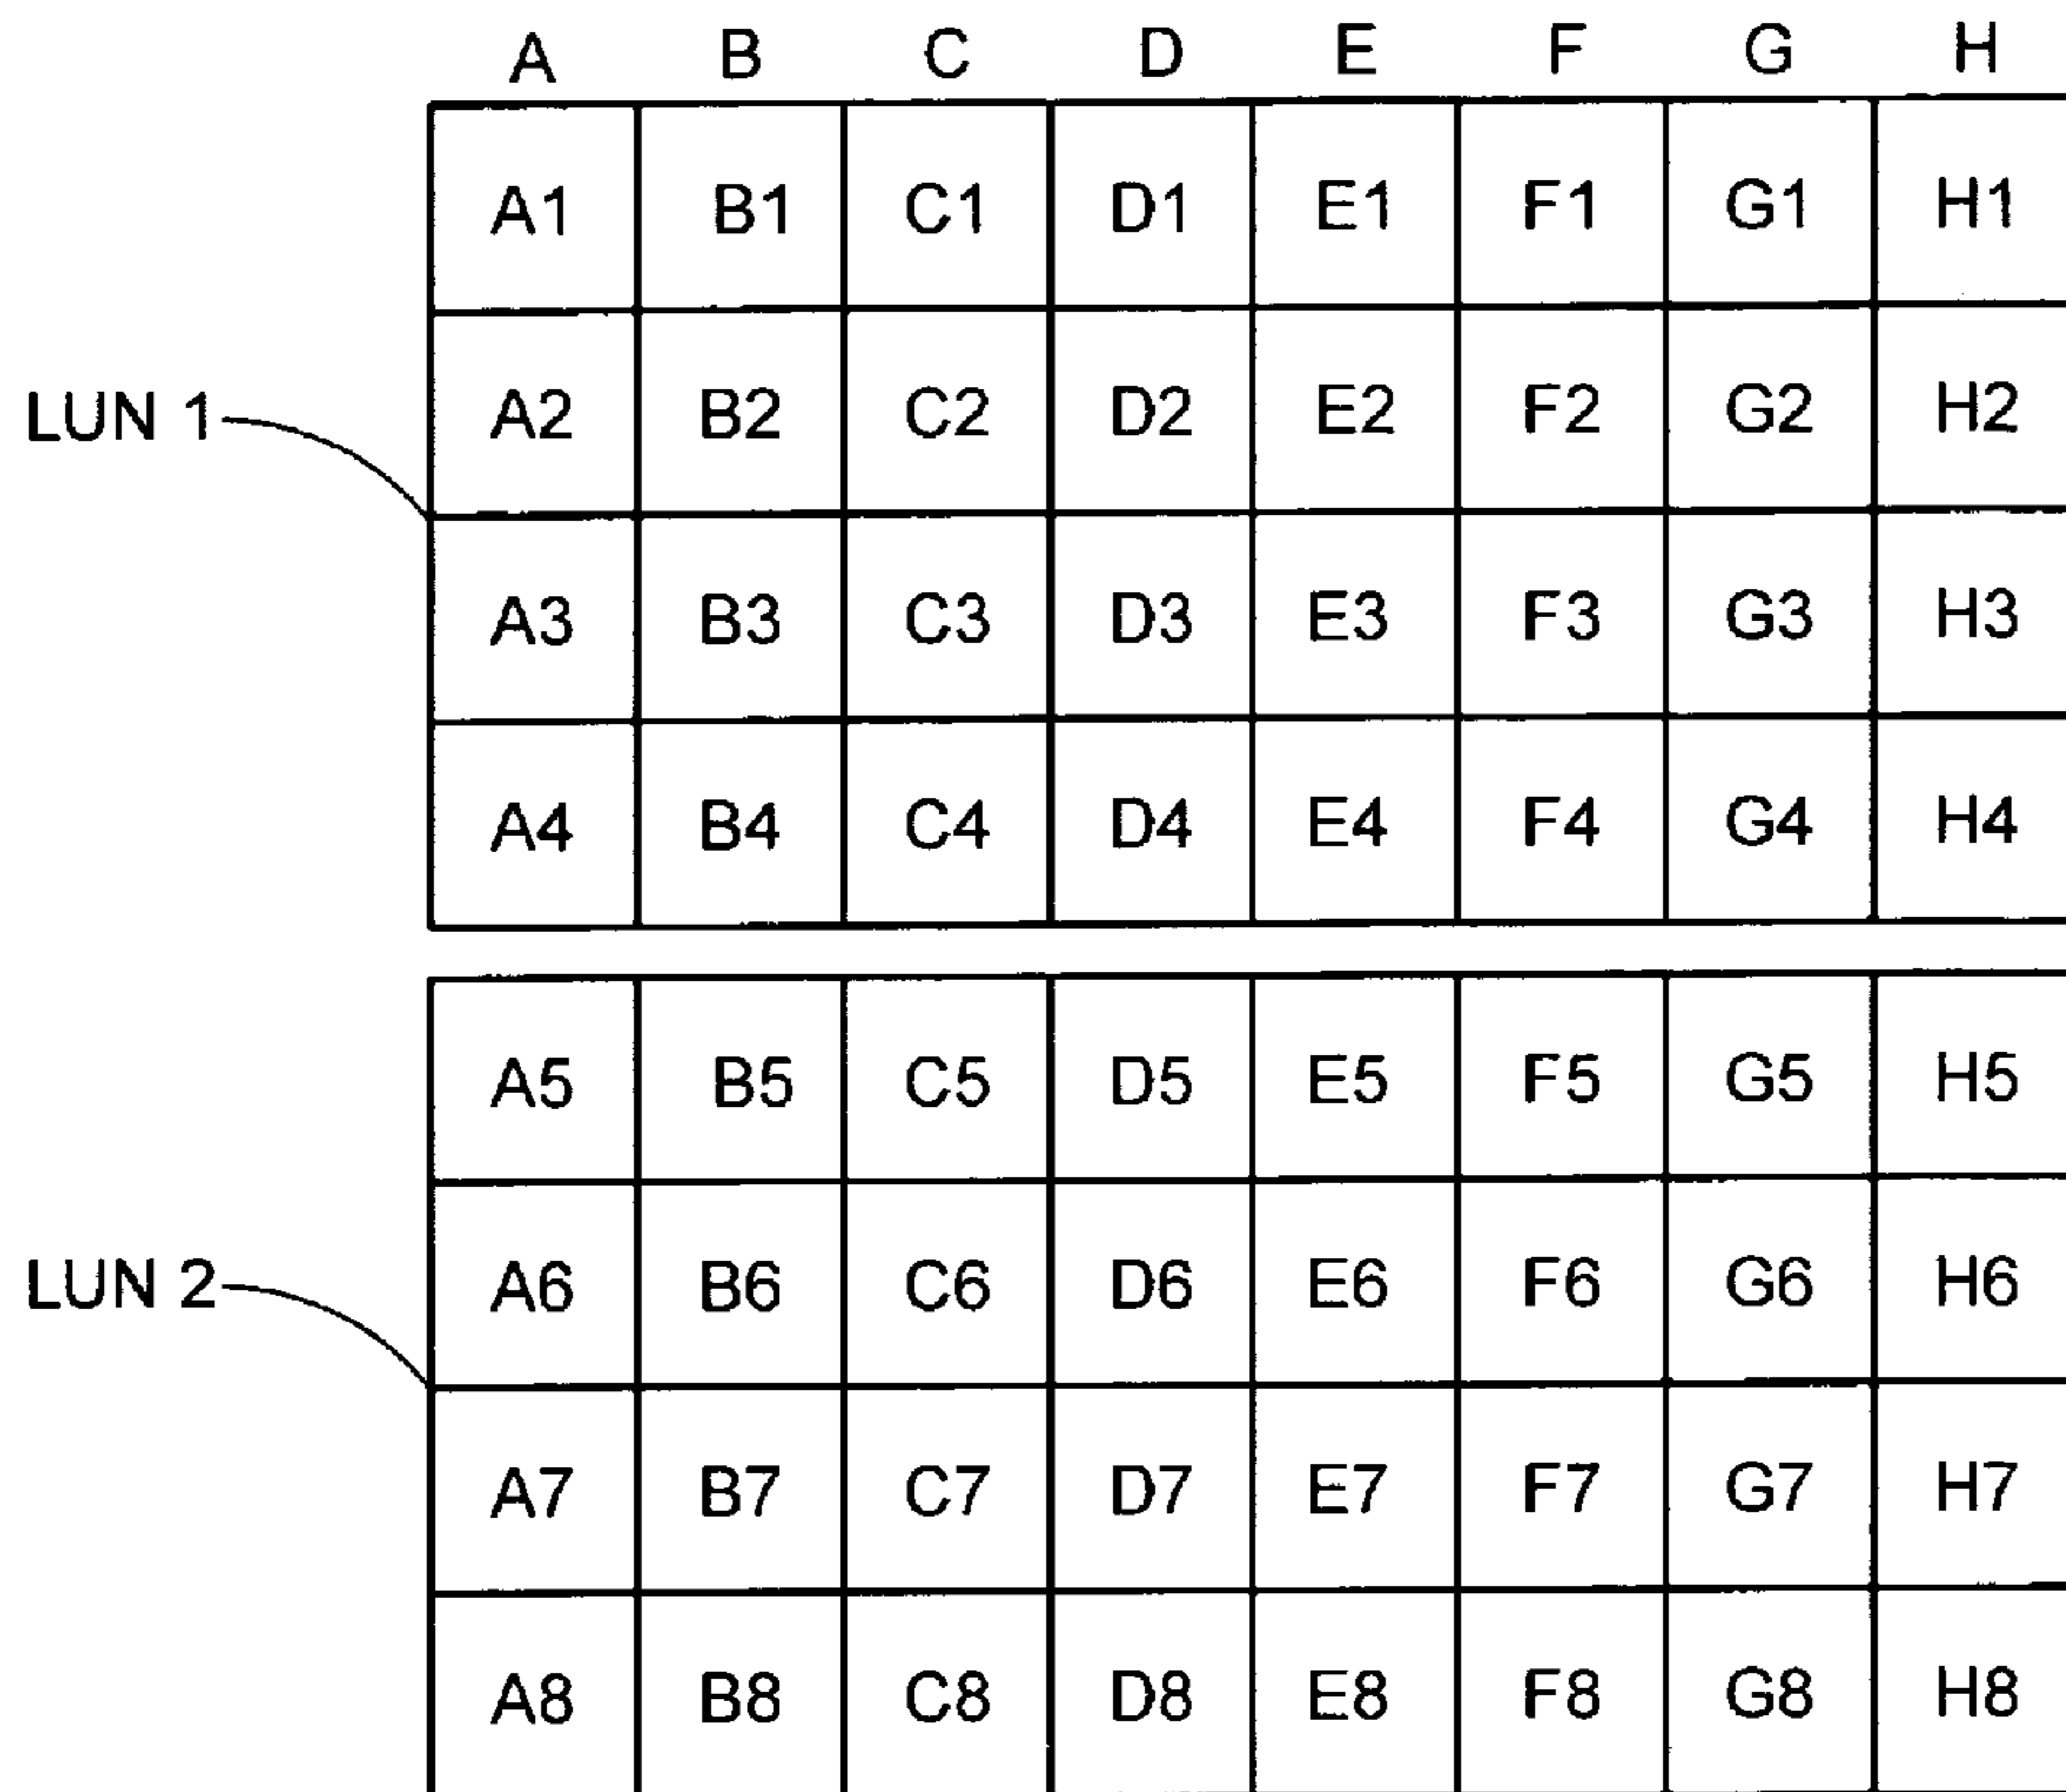 A B C D E F G H
A1 B1 C1 D1 E1 F1 G1 H1
LUN 1 A2 B2 C2 D2 E2 F2 G2 H2
A3 B3 C3 D3 E3 F3 G3 H3
A4 B4 C4 D4 E4 F4 G4 H4
A5 B5 C5 D5 E5 F5 G5 H5
LUN 2 A6 B6 C6 D6 E6 F6 G6 H6
A7 B7 C7 D7 E7 F7 G7 H7
A8 B8 C8 D8 E8 F8 G8 H8